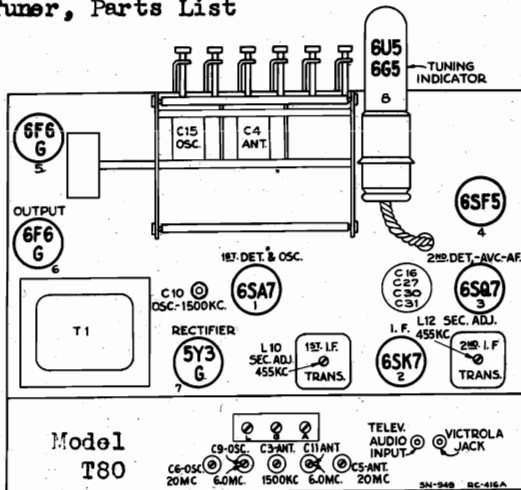 Tuner, Parts List
6U5
6G5
TUNING
INDICATOR
8
C15
OSC.
C4
ANT.
6F6
G
5
6SF5
4
OUTPUT
6F6
G
6
1ST. DET. & OSC.
6SA7
1
C10
OSC.-1500KC.
2ND. DET.-AVC-AF.
C16
C27
C30
C31
6SQ7
3
T1
RECTIFIER
5Y3
G
7
L10
SEC. ADJ.
455KC
1ST. I.F.
TRANS.
I.F.
6SK7
2
L12 SEC. ADJ.
455KC
2ND. I.F
TRANS.
Model
T80
L G A
C9-OSC. C3-ANT. C11 ANT
C6-OSC. C5-ANT.
20MC 6.0MC. 1500KC 6.0MC. 20MC
TELEV.
AUDIO
INPUT
VICTROLA
JACK
SN-949 RC-416A